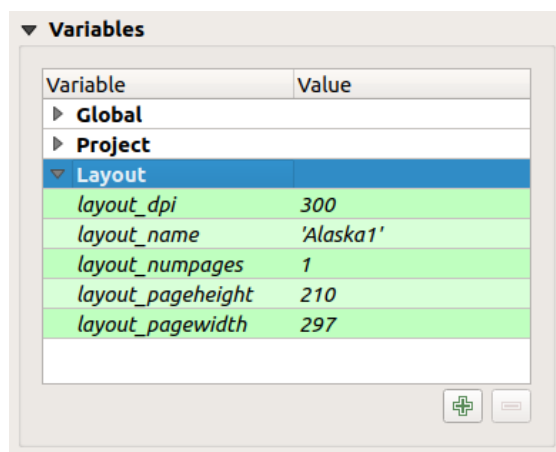 Variables
Variable Value
Global
Project
Layout
layout_dpi 300
layout_name 'Alaska1'
layout_numpages 1
layout_pageheight 210
layout_pagewidth 297